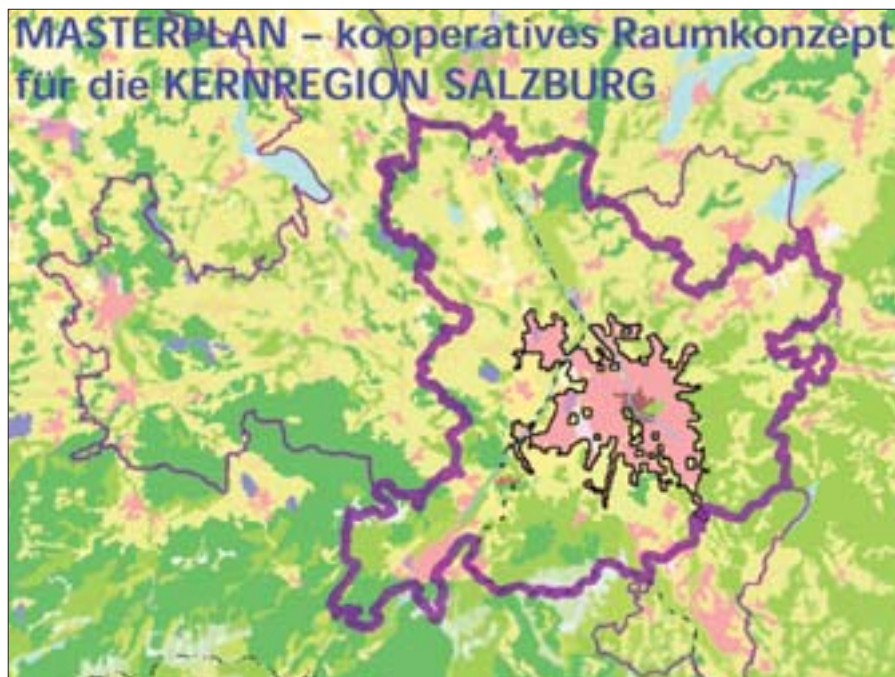 MASTERPLAN – kooperatives Raumkonzept
für die KERNREGION SALZBURG